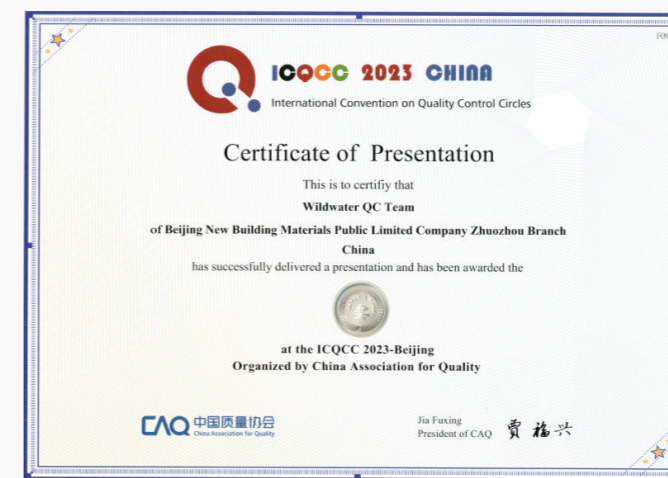 ICQCC 2023 CHINA
International Convention on Quality Control Circles
Certificate of Presentation
This is to certifiy that
Wildwater QC Team
of Beijing New Building Materials Public Limited Company Zhuozhou Branch
China
has successfully delivered a presentation and has been awarded the
at the ICQCC 2023-Beijing
Organized by China Association for Quality
CAQ 中国质量协会
China Association for Quality
Jia Fuxing
President of CAQ
贾福兴